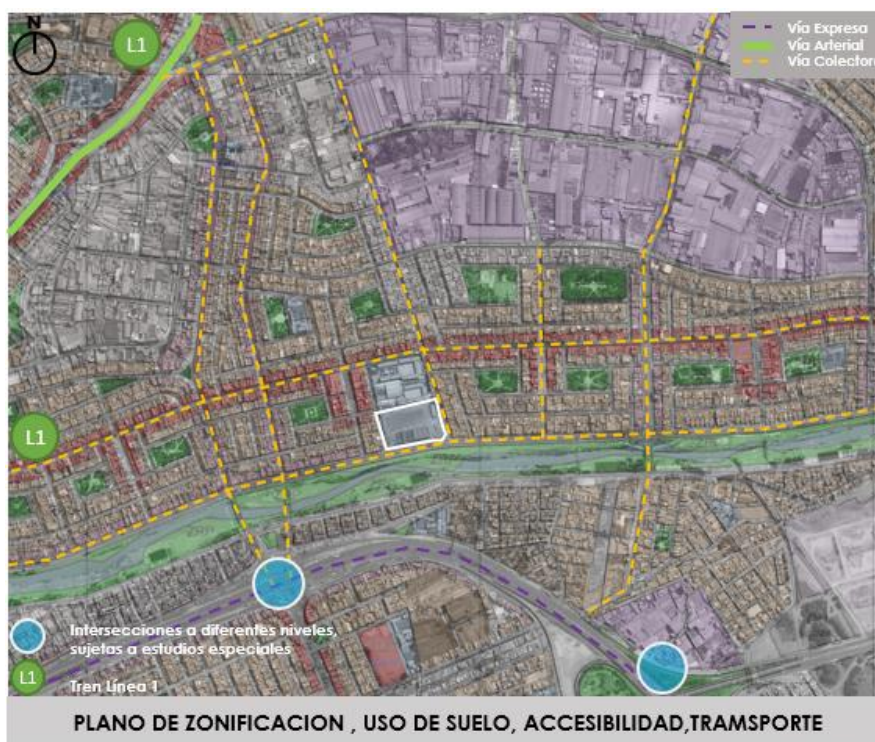 N
L1
Vía Expresa
Vía Arterial
Vía Colectora
L1
Intersecciones a diferentes niveles,
sujetas a estudios especiales
L1
Tren Línea 1
PLANO DE ZONIFICACION , USO DE SUELO, ACCESIBILIDAD,TRAMSPORTE